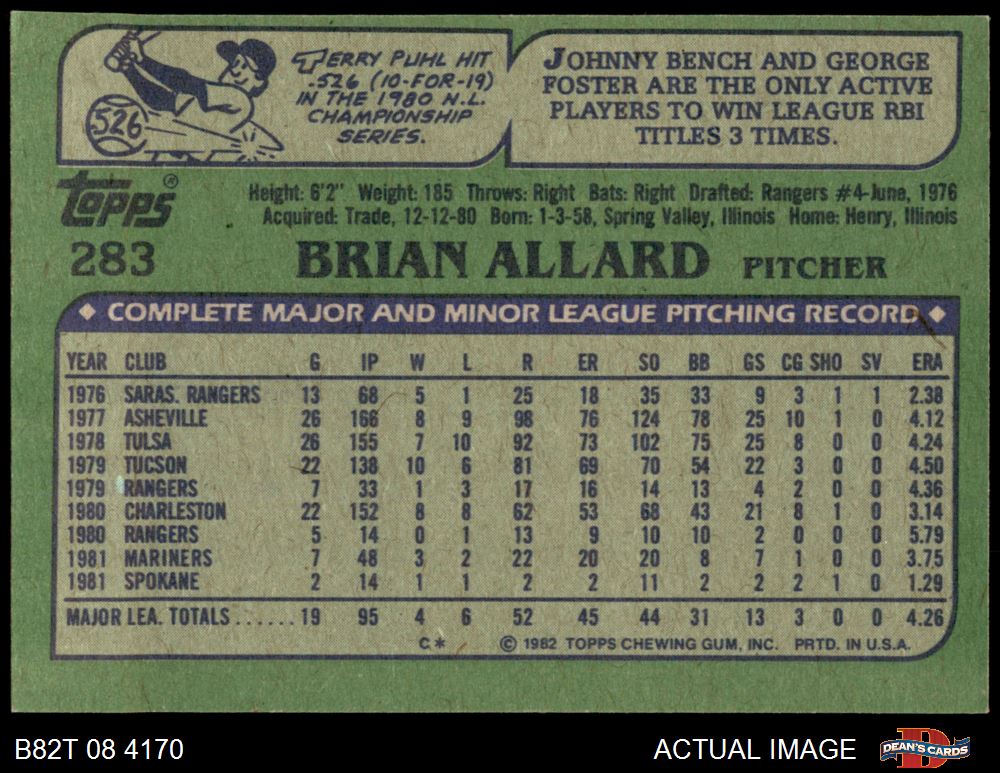 TERRY PUHL HIT
.526 (10-FOR-19)
IN THE 1980 N.L.
CHAMPIONSHIP
SERIES.
526
JOHNNY BENCH AND GEORGE
FOSTER ARE THE ONLY ACTIVE
PLAYERS TO WIN LEAGUE RBI
TITLES 3 TIMES.
topps®
Height: 6'2" Weight: 185 Throws: Right Bats: Right Drafted: Rangers #4-June, 1976
Acquired: Trade, 12-12-80 Born: 1-3-58, Spring Valley, Illinois Home: Henry, Illinois
283 BRIAN ALLARD PITCHER
◆ COMPLETE MAJOR AND MINOR LEAGUE PITCHING RECORD ◆
YEAR CLUB G IP W L R ER SO BB GS CG SHO SV ERA
1976 SARAS. RANGERS 13 68 5 1 25 18 35 33 9 3 1 1 2.38
1977 ASHEVILLE 26 166 8 9 98 76 124 78 25 10 1 0 4.12
1978 TULSA 26 155 7 10 92 73 102 75 25 8 0 0 4.24
1979 TUCSON 22 138 10 6 81 69 70 54 22 3 0 0 4.50
1979 RANGERS 7 33 1 3 17 16 14 13 4 2 0 0 4.36
1980 CHARLESTON 22 152 8 8 62 53 68 43 21 8 1 0 3.14
1980 RANGERS 5 14 0 1 13 9 10 10 2 0 0 0 5.79
1981 MARINERS 7 48 3 2 22 20 20 8 7 1 0 0 3.75
1981 SPOKANE 2 14 1 1 2 2 11 2 2 2 1 0 1.29
MAJOR LEA. TOTALS ...... 19 95 4 6 52 45 44 31 13 3 0 0 4.26
C* © 1982 TOPPS CHEWING GUM, INC. PRTD. IN U.S.A.
B82T 08 4170 ACTUAL IMAGE DEAN'S CARDS